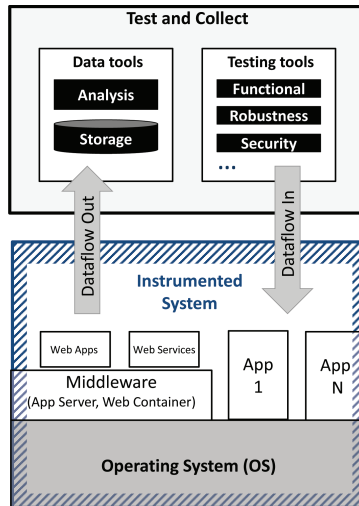 Test and Collect
Data tools
Analysis
Storage
Testing tools
Functional
Robustness
Security
...
Dataflow Out
Dataflow In
Instrumented
System
Web Apps
Web Services
Middleware
(App Server, Web Container)
App
1
App
N
Operating System (OS)